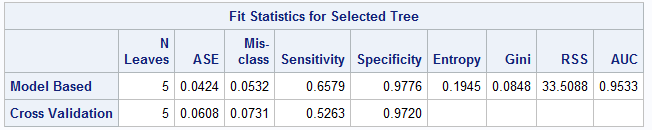 Fit Statistics for Selected Tree
N Leaves ASE Mis-class Sensitivity Specificity Entropy Gini RSS AUC
Model Based 5 0.0424 0.0532 0.6579 0.9776 0.1945 0.0848 33.5088 0.9533
Cross Validation 5 0.0608 0.0731 0.5263 0.9720